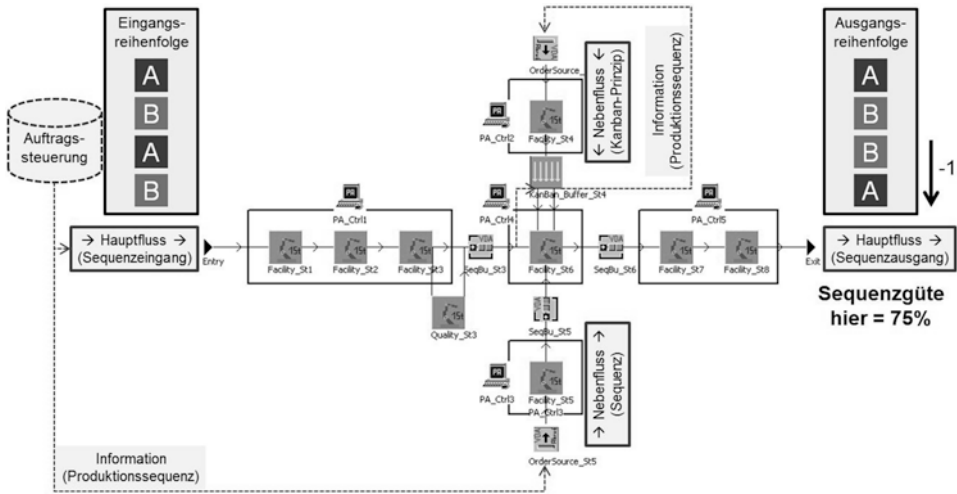 Eingangs-
reihenfolge
A
B
A
B
Auftrags-
steuerung
→ Hauptfluss →
(Sequenzeingang)
Entry
PA_Ctrl1
Facility_St1
Facility_St2
Facility_St3
Quality_St3
SeqBu_St3
OrderSource_
PA_Ctrl2
Facility_St4
← Nebenfluss ←
(Kanban-Prinzip)
Information
(Produktionssequenz)
KanBan_Buffer_St4
PA_Ctrl4
Facility_St6
SeqBu_St5
PA_Ctrl3
Facility_St5
PA_Ctrl3
→ Nebenfluss →
(Sequenz)
OrderSource_St5
SeqBu_St6
PA_Ctrl5
Facility_St7
Facility_St8
Exit
Ausgangs-
reihenfolge
A
B
B
A
-1
→ Hauptfluss →
(Sequenzausgang)
Sequenzgüte
hier = 75%
Information
(Produktionssequenz)